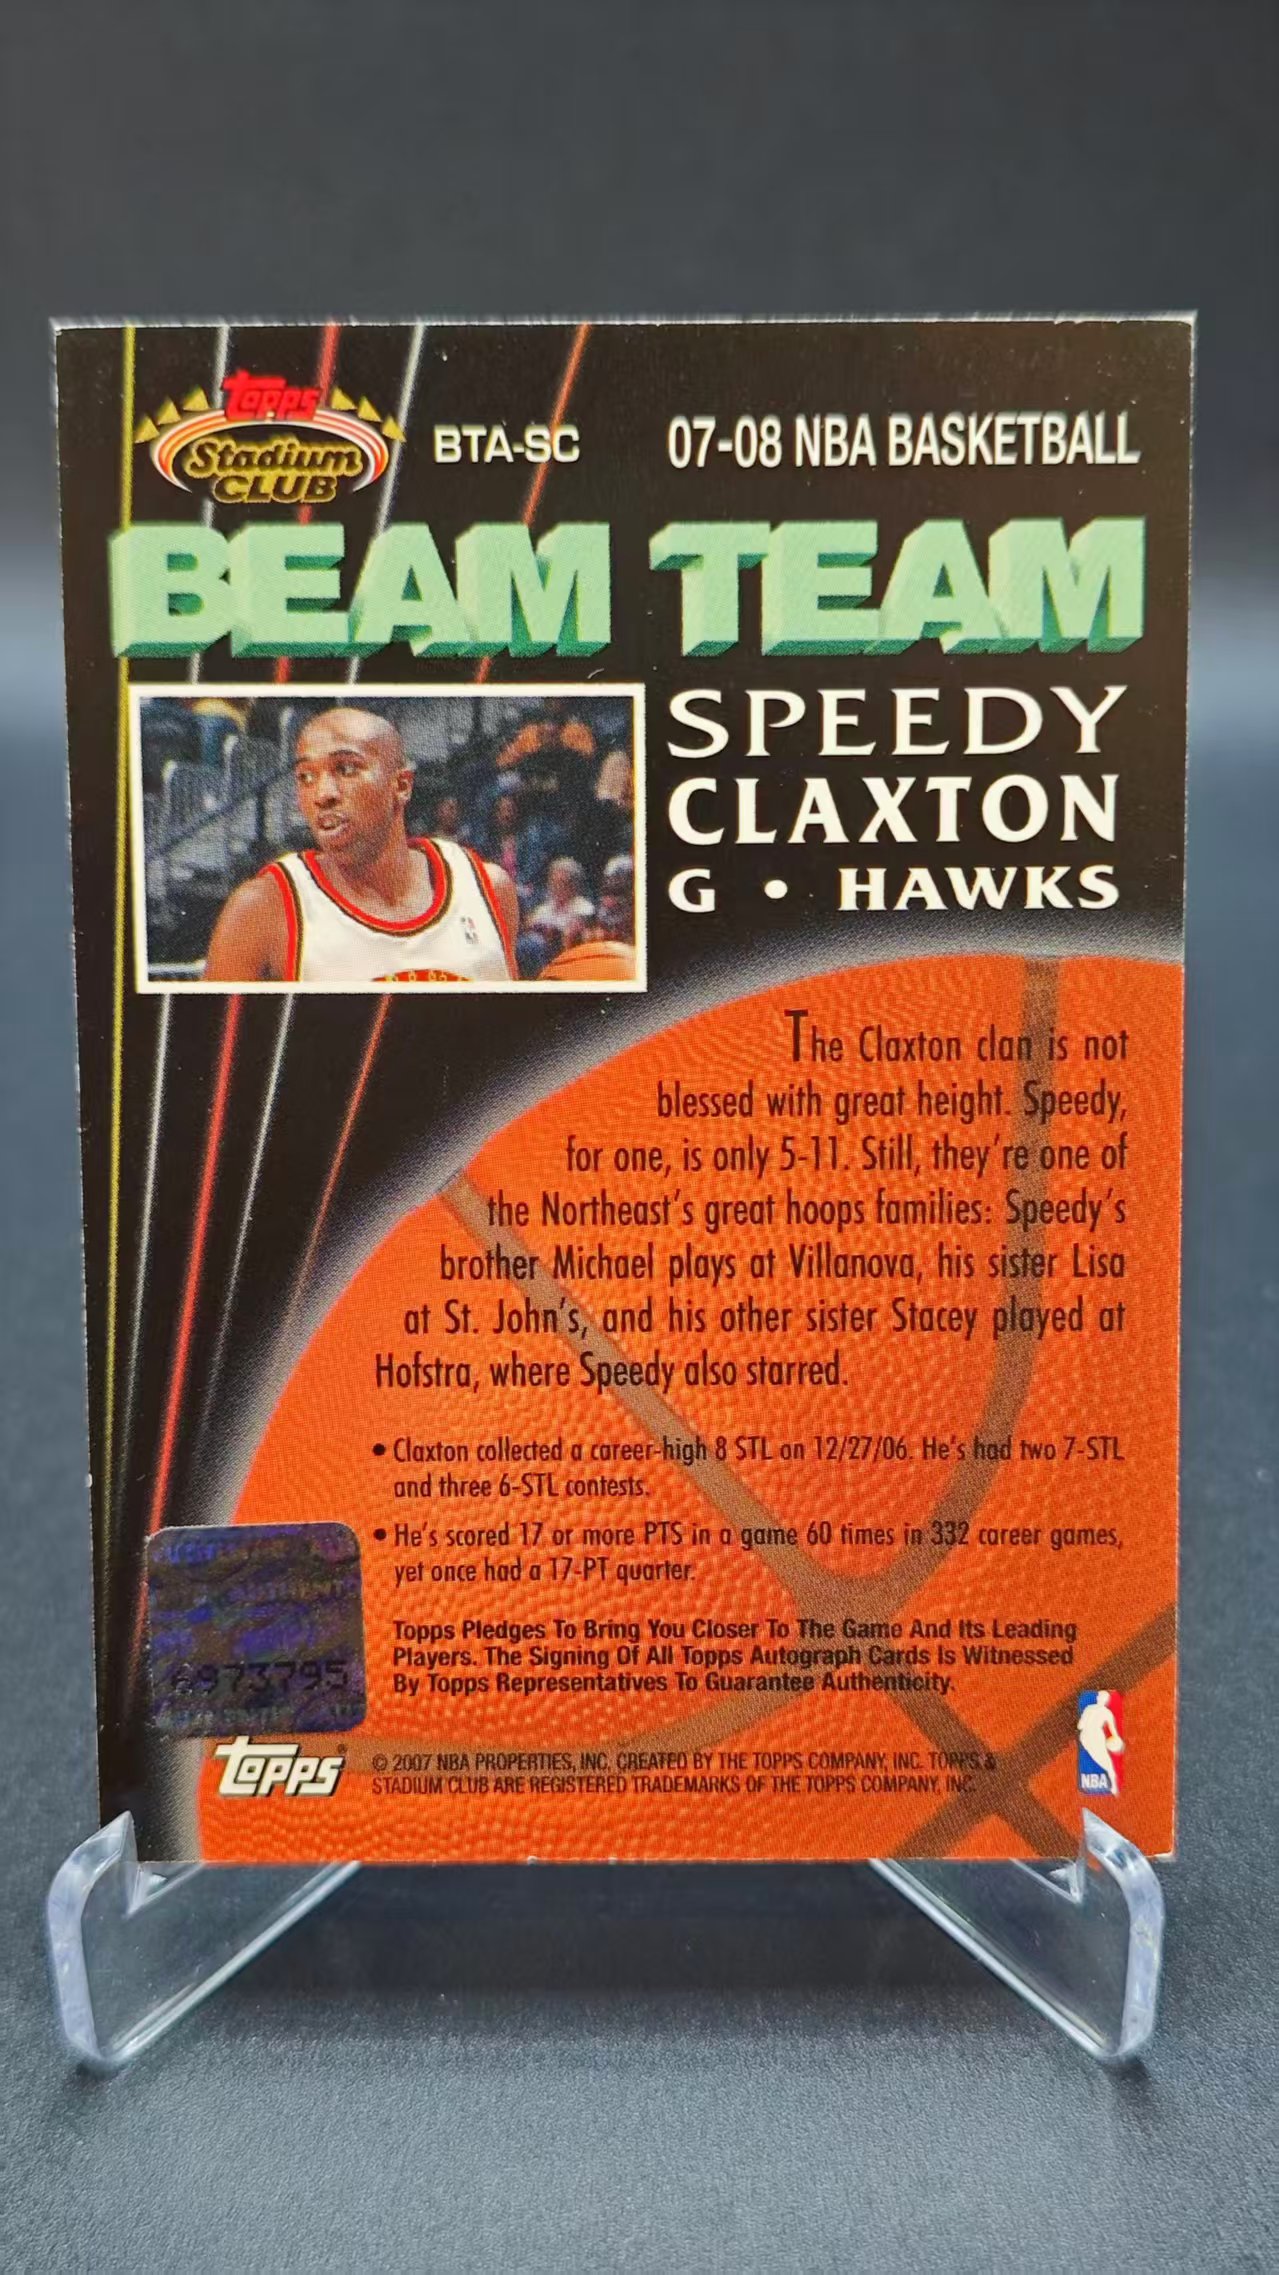 Topps
Stadium
CLUB
BTA-SC
07-08 NBA BASKETBALL
BEAM TEAM
SPEEDY
CLAXTON
G • HAWKS
The Claxton clan is not
blessed with great height. Speedy,
for one, is only 5-11. Still, they're one of
the Northeast's great hoops families: Speedy's
brother Michael plays at Villanova, his sister Lisa
at St. John's, and his other sister Stacey played at
Hofstra, where Speedy also starred.
• Claxton collected a career-high 8 STL on 12/27/06. He's had two 7-STL
and three 6-STL contests.
• He's scored 17 or more PTS in a game 60 times in 332 career games,
yet once had a 17-PT quarter.
Topps Pledges To Bring You Closer To The Game And Its Leading
Players. The Signing Of All Topps Autograph Cards Is Witnessed
By Topps Representatives To Guarantee Authenticity.
6973795
Topps®
© 2007 NBA PROPERTIES, INC. CREATED BY THE TOPPS COMPANY, INC. TOPPS &
STADIUM CLUB ARE REGISTERED TRADEMARKS OF THE TOPPS COMPANY, INC.
NBA